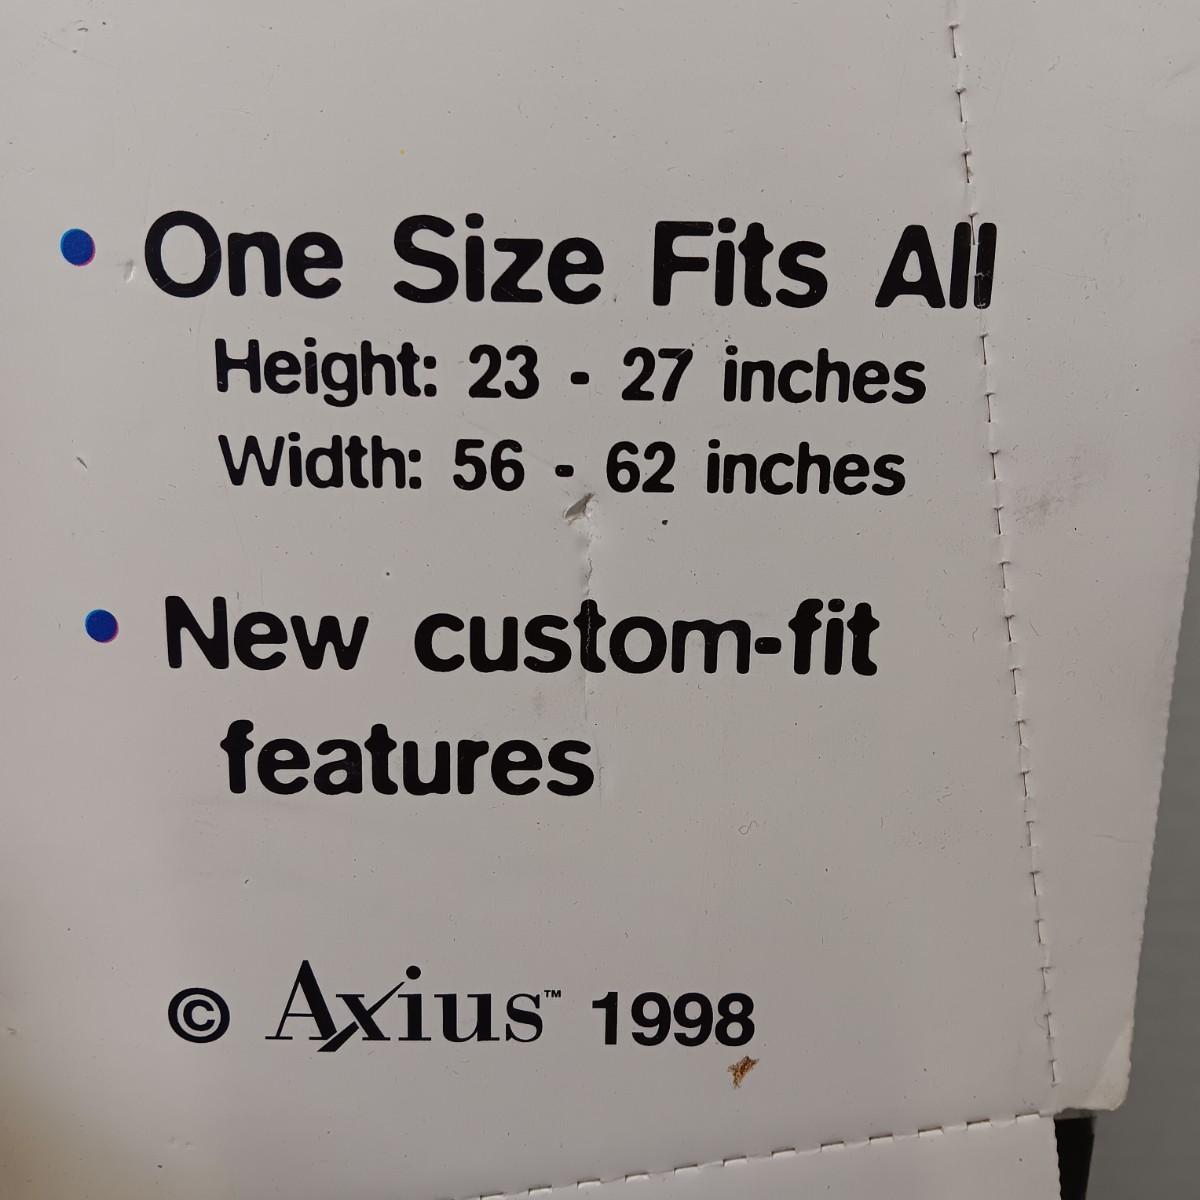 • One Size Fits All
Height: 23 - 27 inches
Width: 56 - 62 inches
• New custom-fit
features
© Axius™ 1998